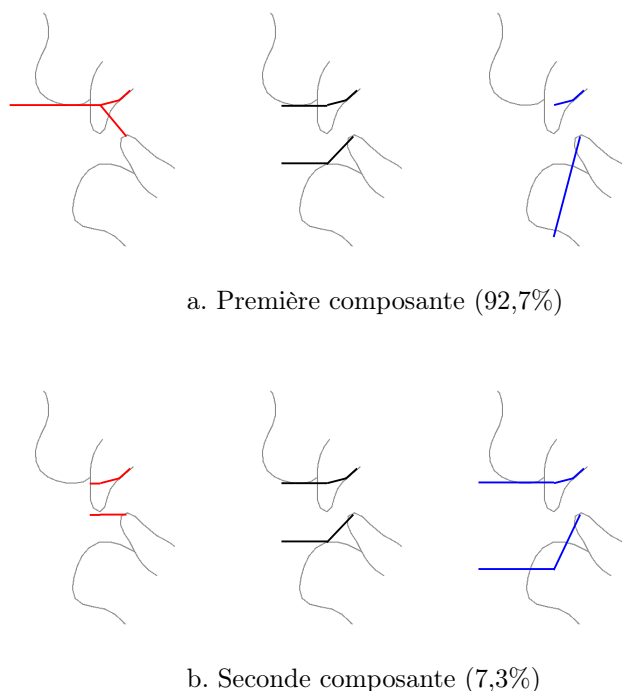 a. Première composante (92,7%)
b. Seconde composante (7,3%)